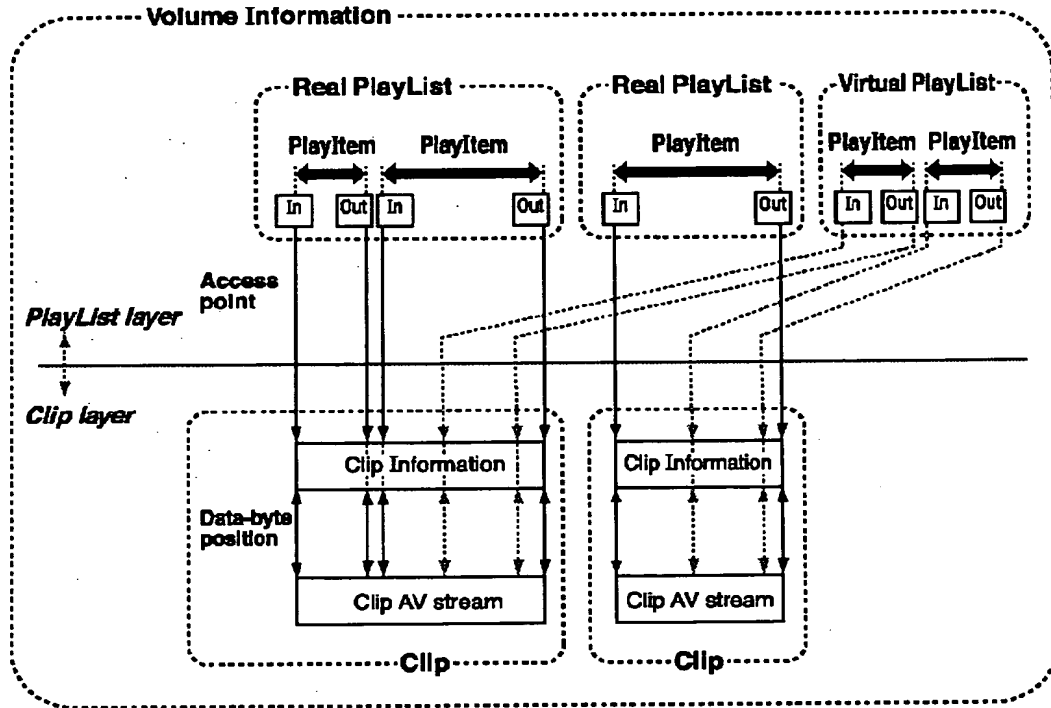 Volume Information
Real PlayList
Real PlayList
Virtual PlayList
PlayItem
PlayItem
PlayItem
PlayItem
PlayItem
In
Out
In
Out
In
Out
In
Out
In
Out
Access
point
PlayList layer
Clip layer
Clip Information
Clip Information
Data-byte
position
Clip AV stream
Clip AV stream
Clip
Clip